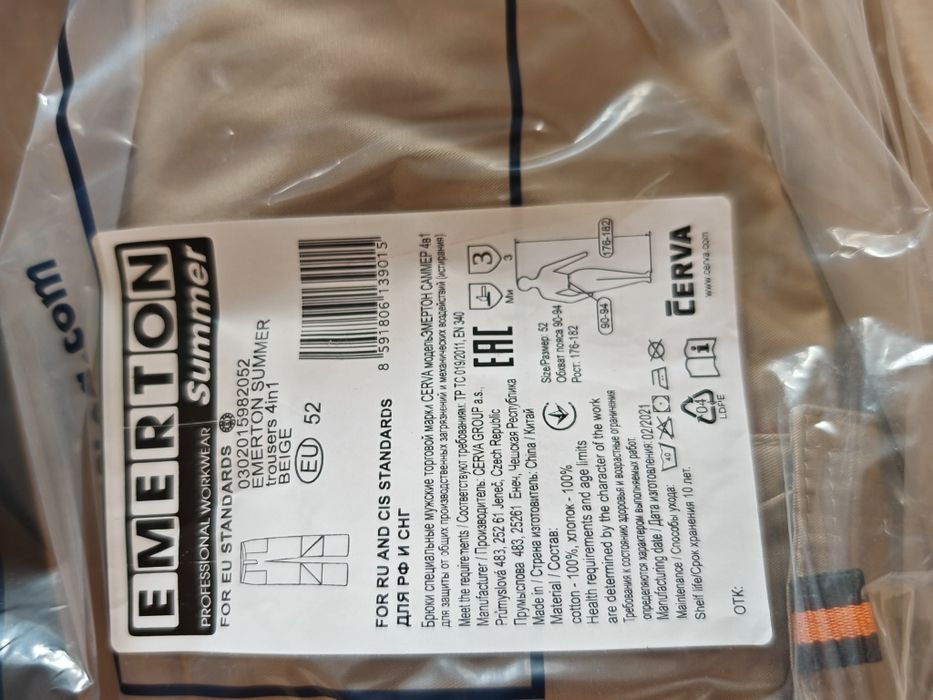 .com
EMERTON
PROFESSIONAL WORKWEAR summer
FOR EU STANDARDS
0302015982052
EMERTON SUMMER
trousers 4in1
BEIGE
EU 52
8 591806 139015
FOR RU AND CIS STANDARDS
ДЛЯ РФ И СНГ
Брюки специальные мужские торговой марки CERVA модельЭМЕРТОН САММЕР 4в1
для защиты от общих производственных загрязнений и механических воздействий (истирания)
Meet the requirements / Соответствуют требованиям: ТР ТС 019/2011, EN 340
Manufacturer / Производитель: CERVA GROUP a.s.,
Průmyslová 483, 252 61 Jeneč, Czech Republic
Прумыслова 483, 25261 Енеч, Чешская Республика
Made in / Страна изготовитель: China / Китай
Material / Состав:
cotton - 100%, хлопок - 100%
Health requirements and age limits
are determined by the character of the work
Требования к состоянию здоровья и возрастные ограничения
определяются характером выполняемых работ.
Manufacturing date / Дата изготовления: 02/2021
Maintenance / Способы ухода:
Shelf life/Срок хранения 10 лет.
ОТК:
EAC
Ми
3
3
Size/Размер: 52
Обхват пояса 90-94
Рост: 176-182
176-182
90-94
40
04
LDPE
i
CERVA
www.cerva.com